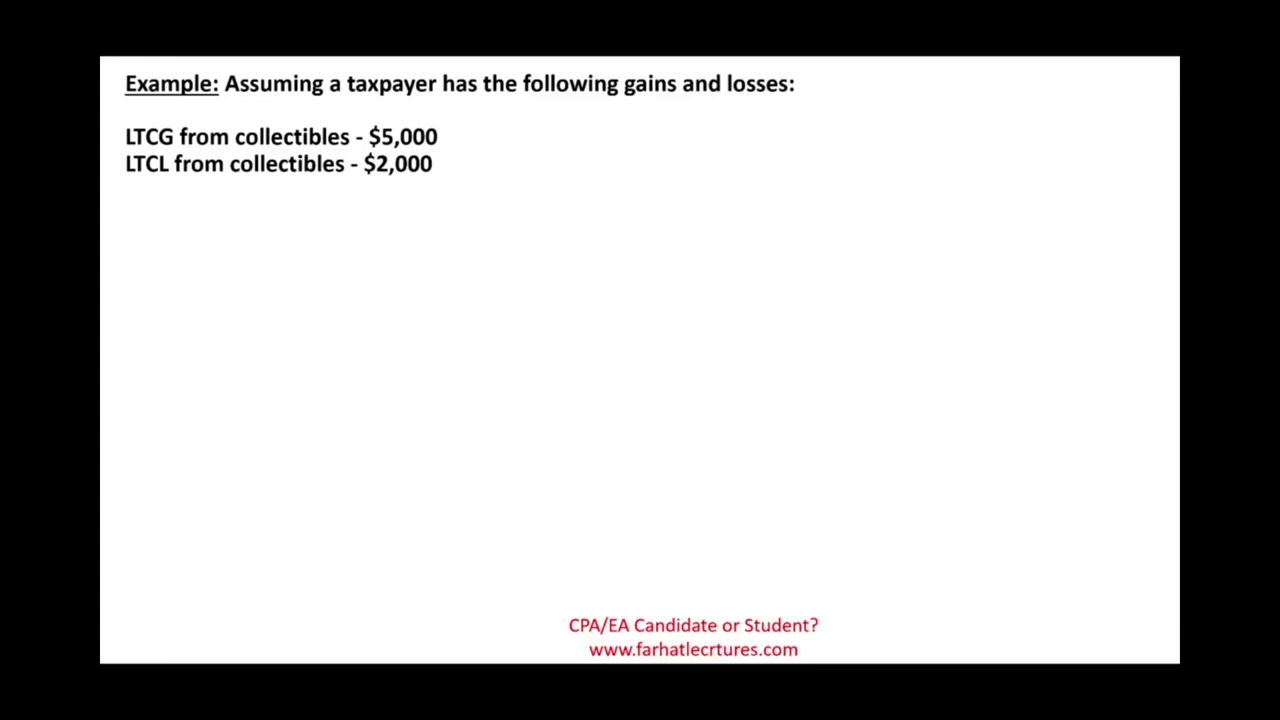 Example: Assuming a taxpayer has the following gains and losses:
LTCG from collectibles - $5,000
LTCL from collectibles - $2,000
CPA/EA Candidate or Student?
www.farhatlecrtures.com